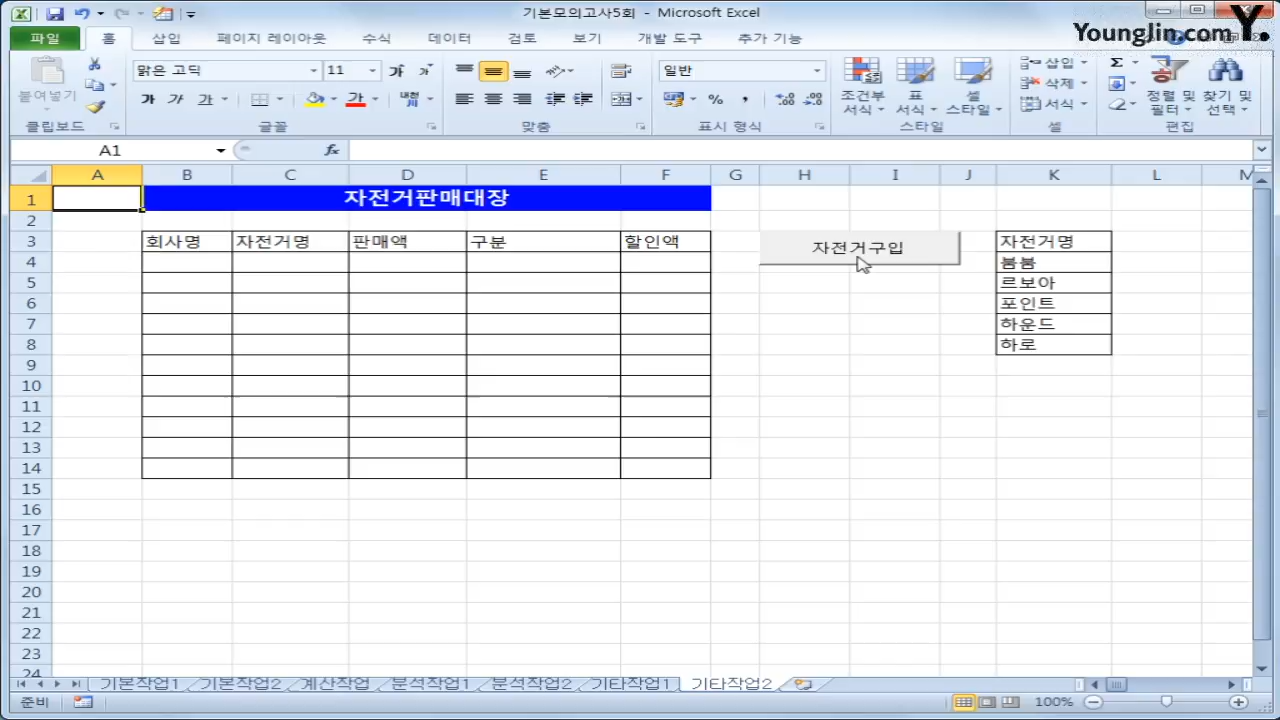 기본모의고사5회 - Microsoft Excel
YoungJin.com Y.
파일 홈 삽입 페이지 레이아웃 수식 데이터 검토 보기 개발 도구 추가 기능
붙여넣기 맑은 고딕 11 일반 조건부 서식 표 서식 셀 스타일 삽입 삭제 서식 정렬 및 필터 찾기 및 선택
가 가 가 가 가 가 %
클립보드 글꼴 맞춤 표시 형식 스타일 셀 편집
A1 fx
A B C D E F G H I J K L M
1 자전거판매대장
2
3 회사명 자전거명 판매액 구분 할인액 자전거구입 자전거명
4 붐붐
5 르보아
6 포인트
7 하운드
8 하로
9
10
11
12
13
14
15
16
17
18
19
20
21
22
23
24
기본작업1 기본작업2 계산작업 분석작업1 분석작업2 기타작업1 기타작업2
준비 100%